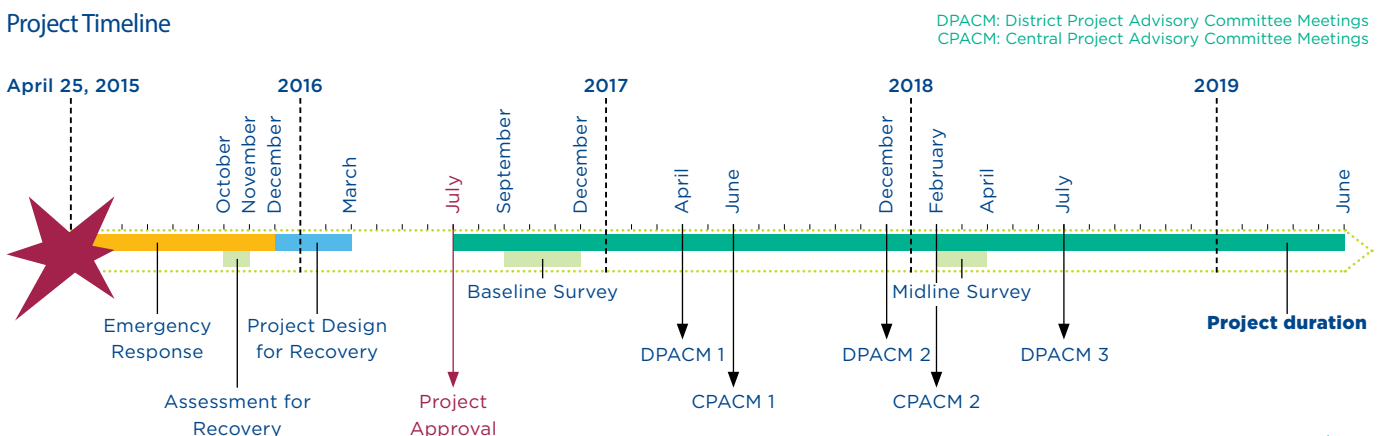 Project Timeline
DPACM: District Project Advisory Committee Meetings
CPACM: Central Project Advisory Committee Meetings
April 25, 2015
2016
2017
2018
2019
October
November
December
March
July
September
December
April
June
December
February
April
July
June
Baseline Survey
Midline Survey
Emergency
Response
Project Design
for Recovery
Project duration
DPACM 1
DPACM 2
DPACM 3
Assessment for
Recovery
Project
Approval
CPACM 1
CPACM 2